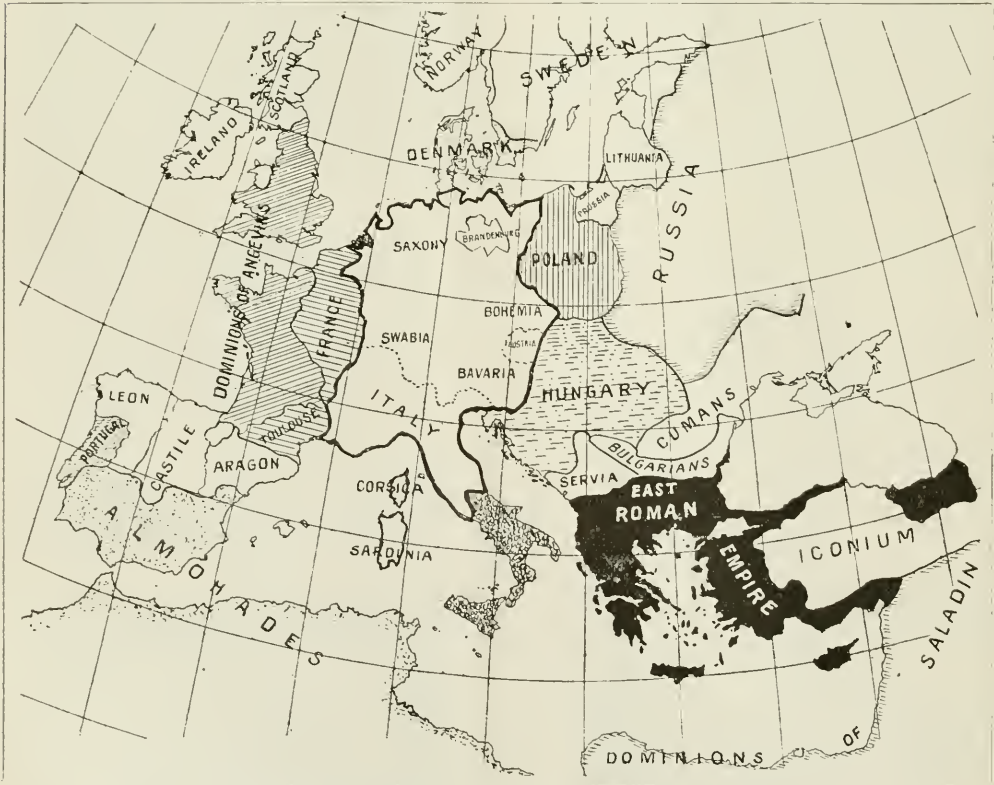 NORWAY
SWEDEN
SCOTLAND
IRELAND
DENMARK
LITHUANIA
PRUSSIA
RUSSIA
SAXONY
BRANDENBURG
POLAND
DOMINIONS OF ANGEVINS
FRANCE
BOHEMIA
SWABIA
AUSTRIA
BAVARIA
HUNGARY
ITALY
LEON
PORTUGAL
CASTILE
TOULOUSE
ARAGON
CUMANS
BULGARIANS
SERVIA
CORSICA
SARDINIA
EAST
ROMAN
EMPIRE
ICONIUM
ALMOHADES
DOMINIONS OF SALADIN